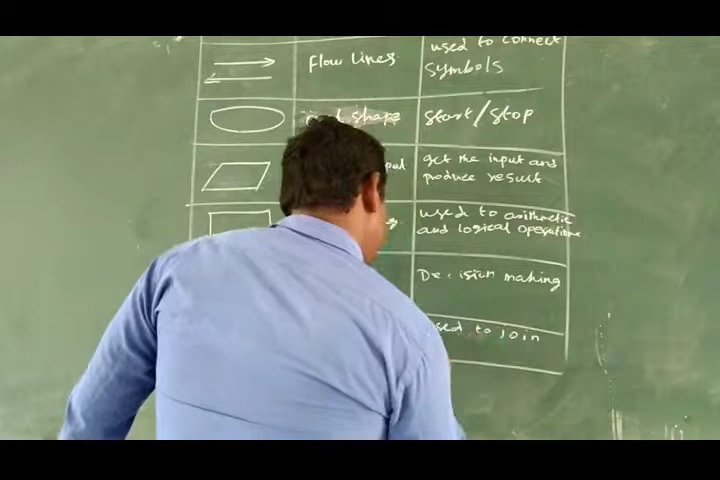 used to connect
Flow lines
symbols
shape
start/stop
get the input and
produce result
used to arithmetic
and logical operations
Decision making
used to join